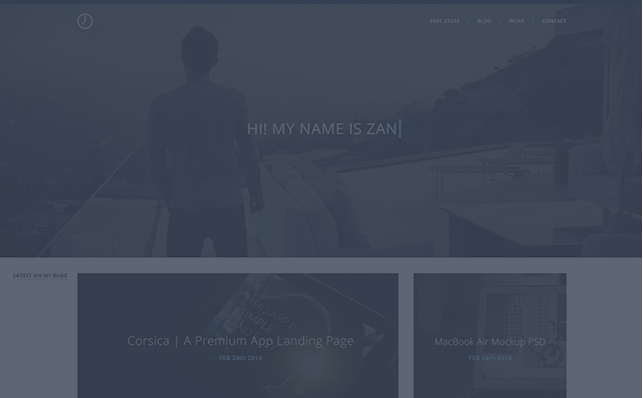 FREE STUFF | BLOG | WORK | CONTACT
HI! MY NAME IS ZAN|
LATEST ON MY BLOG
SIMPLE
Corsica | A Premium App Landing Page
FEB 24th 2014
MacBook Air Mockup PSD
FEB 24th 2014